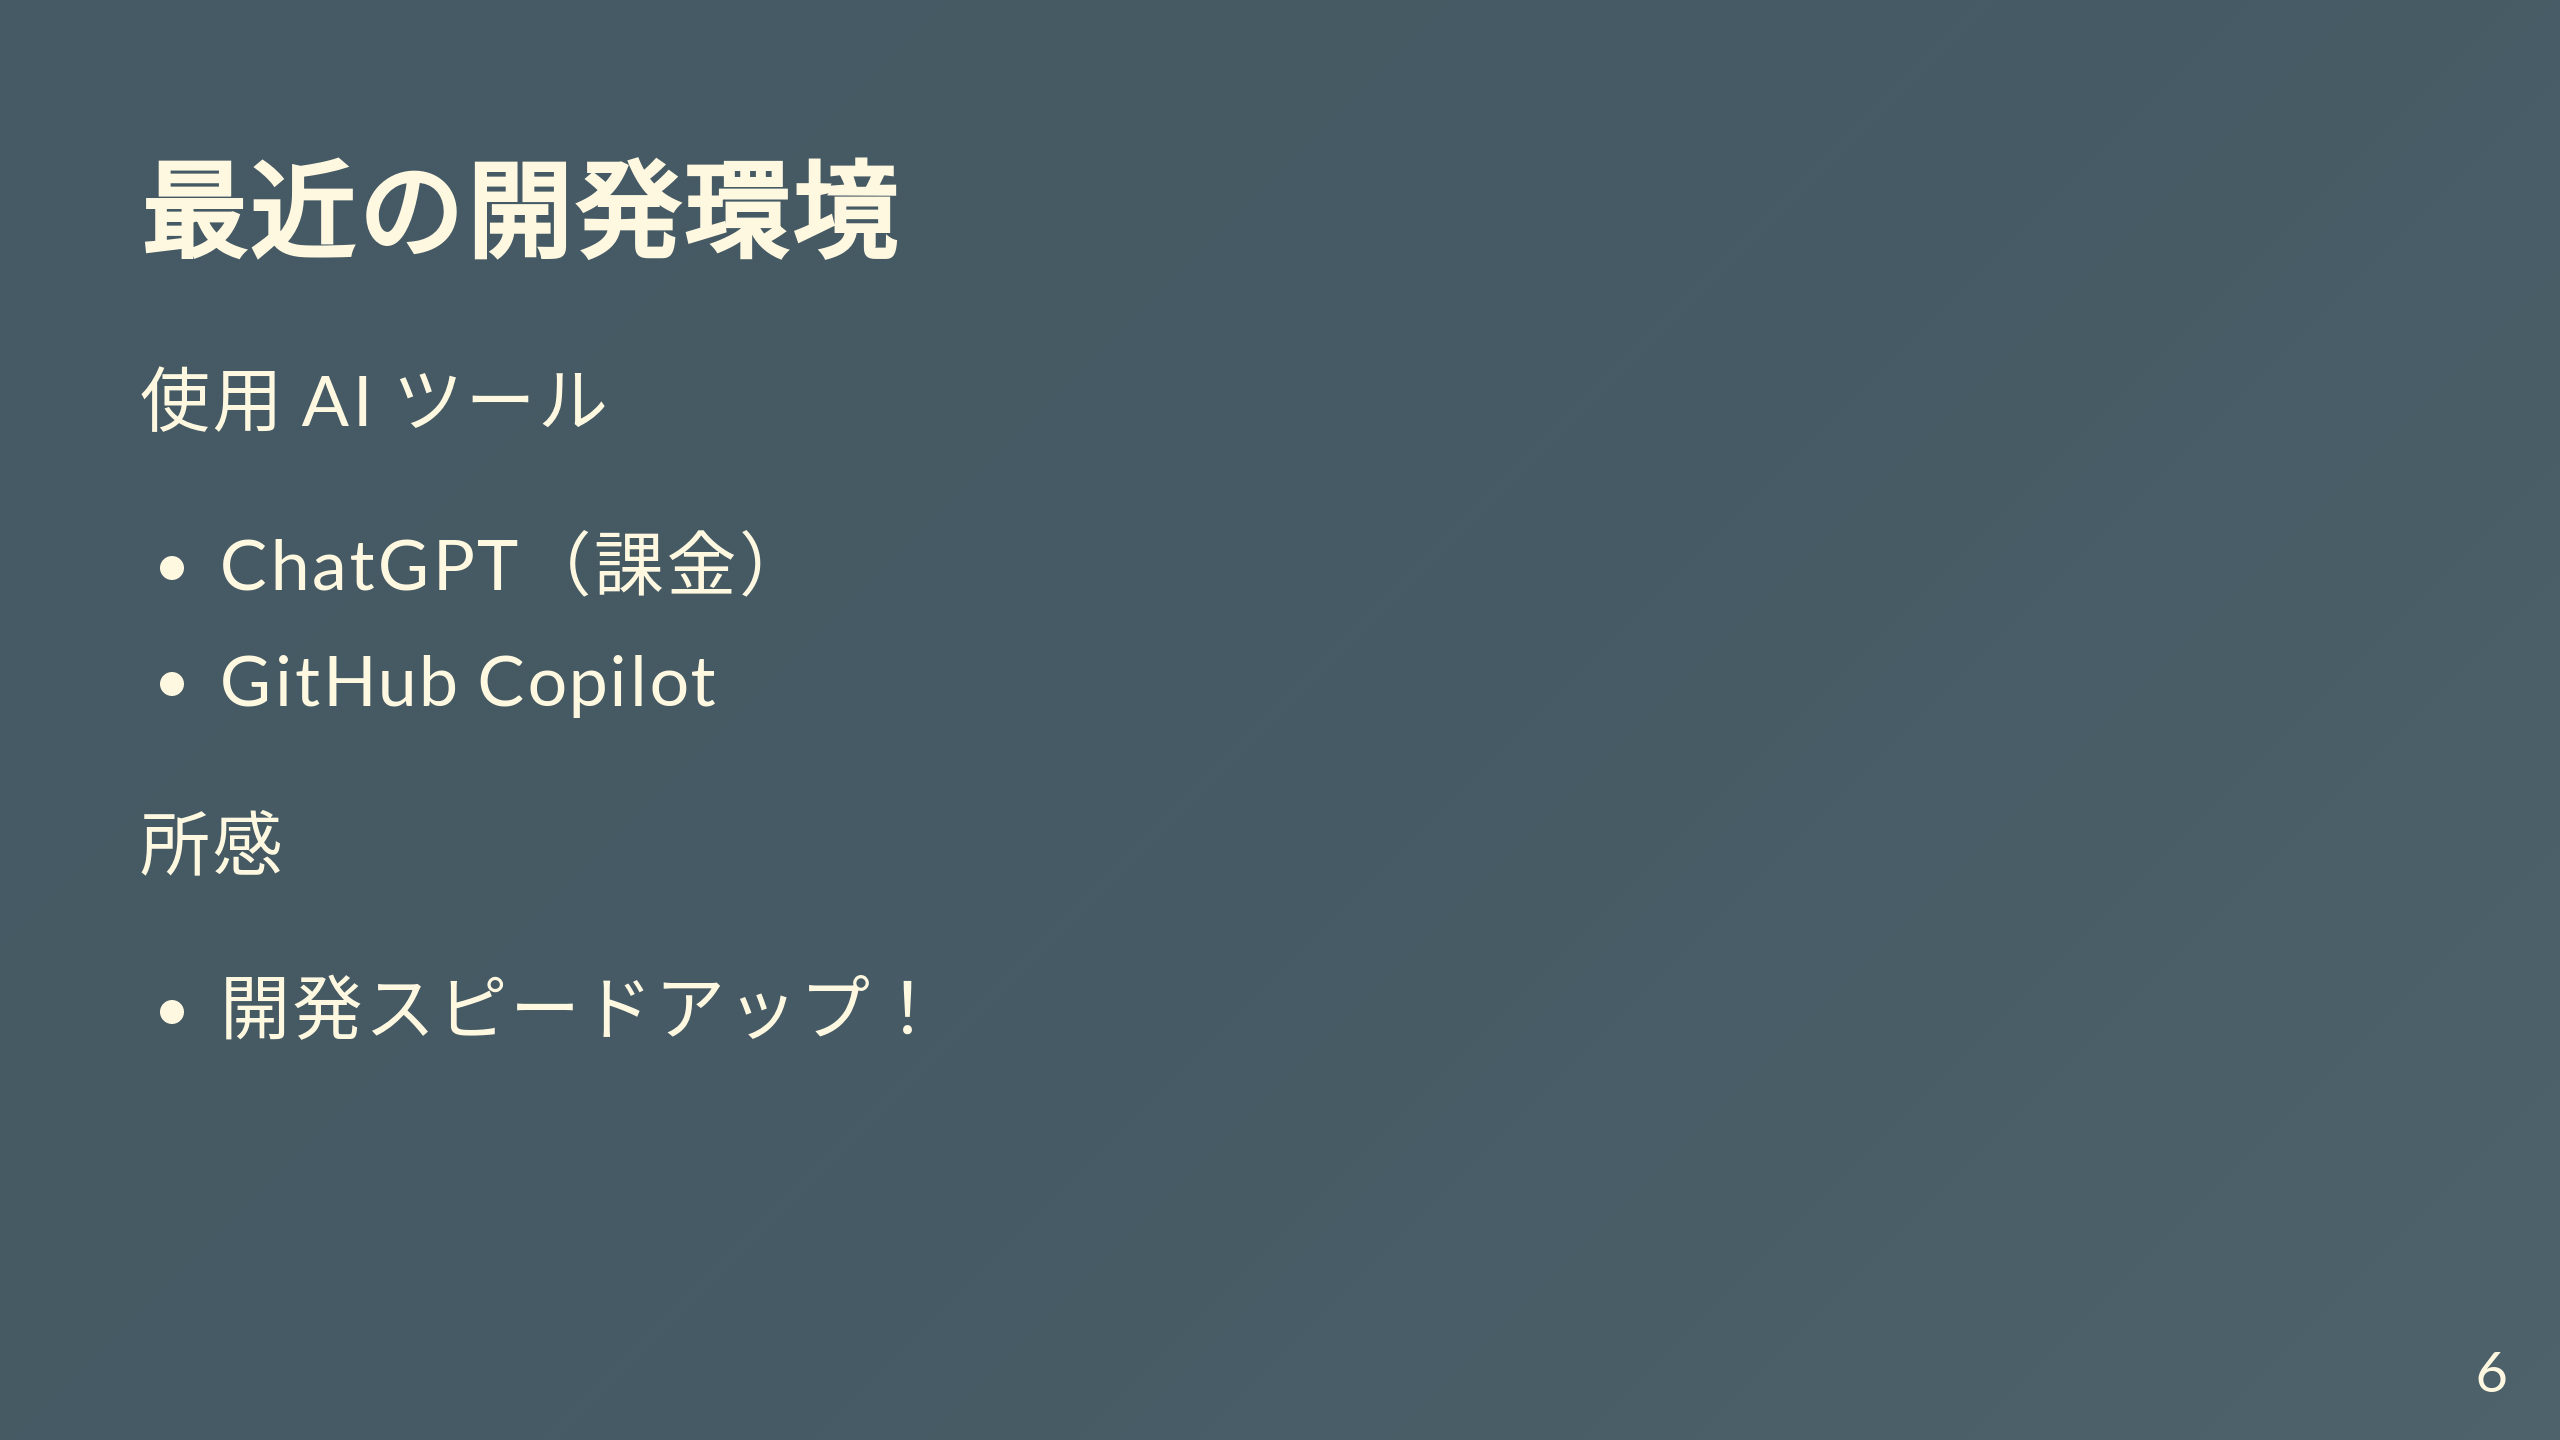 最近の開発環境
使用 AI ツール
• ChatGPT（課金）
• GitHub Copilot
所感
• 開発スピードアップ！
6